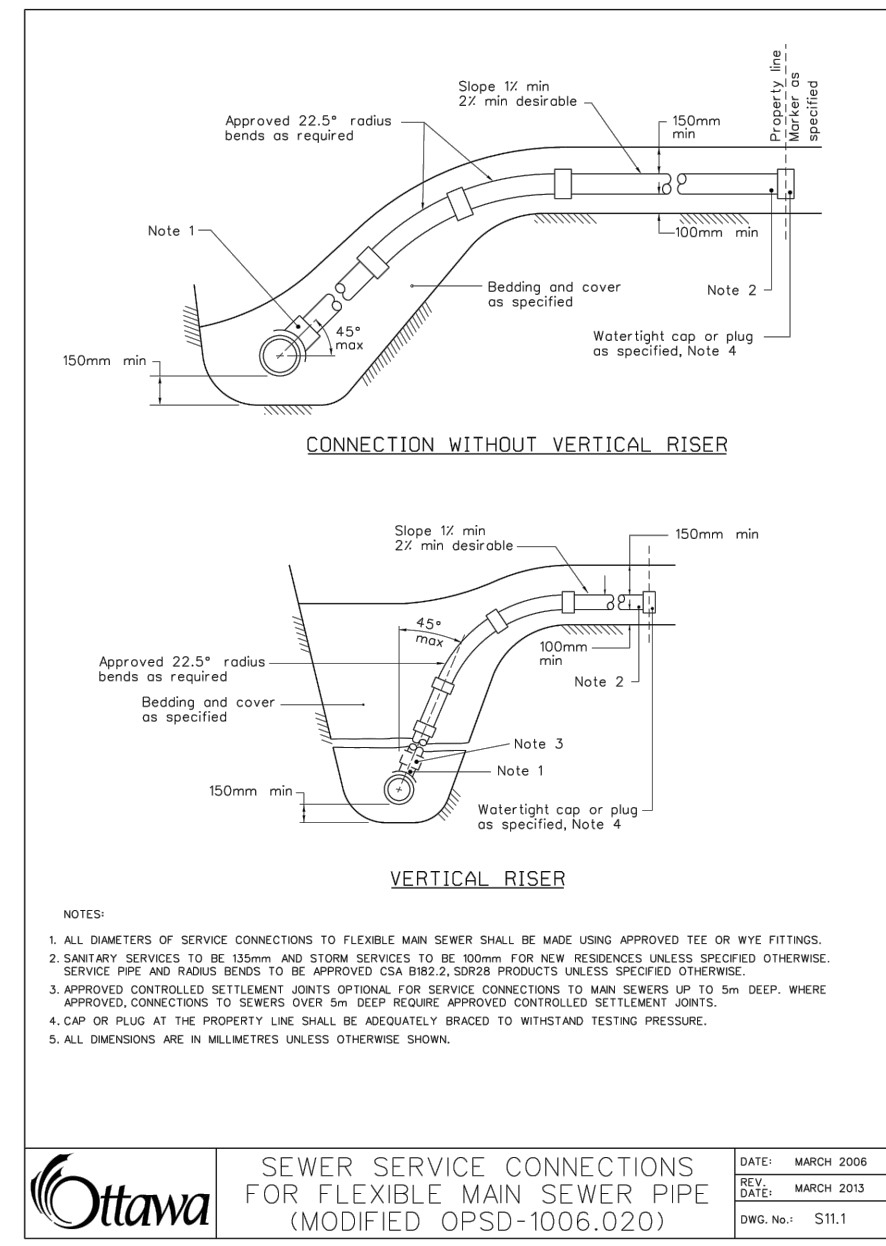 Property line
Marker as
specified
Slope 1% min
2% min desirable
Approved 22.5° radius
bends as required
150mm
min
Note 1
100mm min
Bedding and cover
as specified
Note 2
45°
max
Watertight cap or plug
as specified, Note 4
150mm min
CONNECTION WITHOUT VERTICAL RISER
Slope 1% min
2% min desirable
150mm min
45°
max
100mm
min
Approved 22.5° radius
bends as required
Note 2
Bedding and cover
as specified
Note 3
Note 1
150mm min
Watertight cap or plug
as specified, Note 4
VERTICAL RISER
NOTES:
1. ALL DIAMETERS OF SERVICE CONNECTIONS TO FLEXIBLE MAIN SEWER SHALL BE MADE USING APPROVED TEE OR WYE FITTINGS.
2. SANITARY SERVICES TO BE 135mm AND STORM SERVICES TO BE 100mm FOR NEW RESIDENCES UNLESS SPECIFIED OTHERWISE.
SERVICE PIPE AND RADIUS BENDS TO BE APPROVED CSA B182.2, SDR28 PRODUCTS UNLESS SPECIFIED OTHERWISE.
3. APPROVED CONTROLLED SETTLEMENT JOINTS OPTIONAL FOR SERVICE CONNECTIONS TO MAIN SEWERS UP TO 5m DEEP. WHERE
APPROVED, CONNECTIONS TO SEWERS OVER 5m DEEP REQUIRE APPROVED CONTROLLED SETTLEMENT JOINTS.
4. CAP OR PLUG AT THE PROPERTY LINE SHALL BE ADEQUATELY BRACED TO WITHSTAND TESTING PRESSURE.
5. ALL DIMENSIONS ARE IN MILLIMETRES UNLESS OTHERWISE SHOWN.
Ottawa
SEWER SERVICE CONNECTIONS
FOR FLEXIBLE MAIN SEWER PIPE
(MODIFIED OPSD-1006.020)
DATE: MARCH 2006
REV.
DATE: MARCH 2013
DWG. No.: S11.1